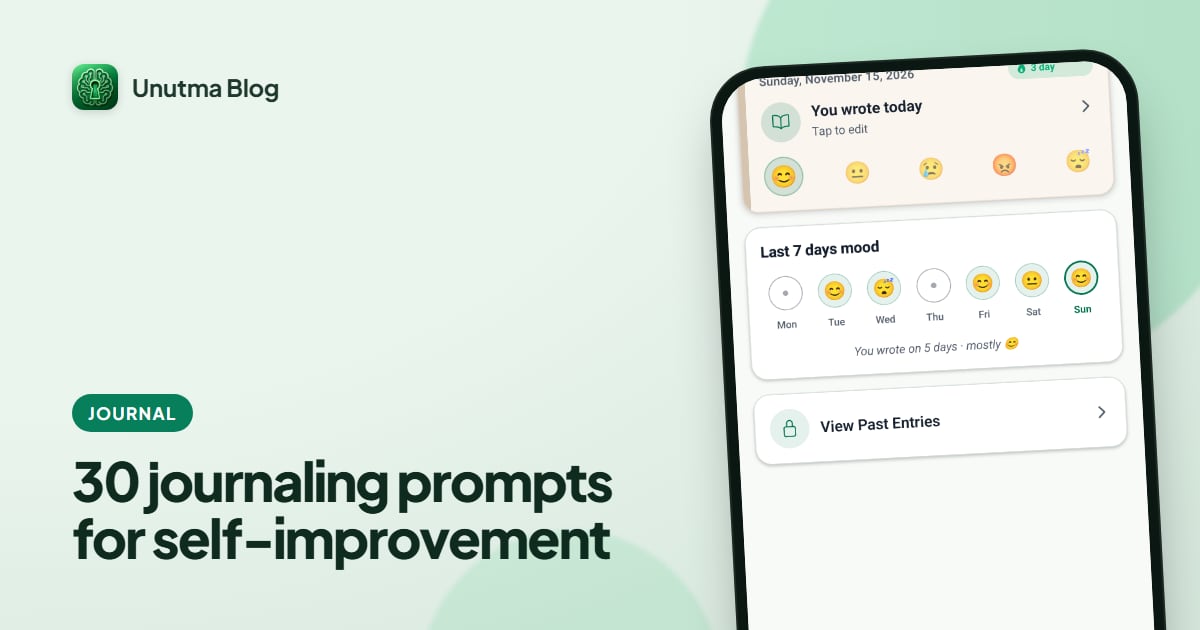 Unutma Blog
JOURNAL
30 journaling prompts
for self-improvement
Sunday, November 15, 2026
3 day
You wrote today
Tap to edit
Last 7 days mood
Mon Tue Wed Thu Fri Sat Sun
You wrote on 5 days · mostly 😊
View Past Entries